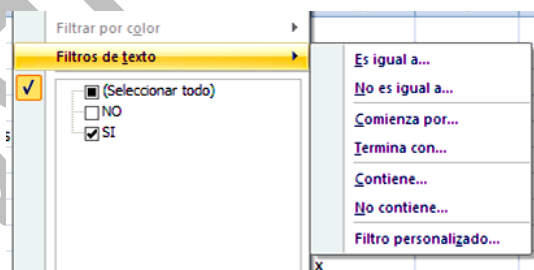 Filtrar por color
Filtros de texto
(Seleccionar todo)
NO
SI
Es igual a...
No es igual a...
Comienza por...
Termina con...
Contiene...
No contiene...
Filtro personalizado...
x